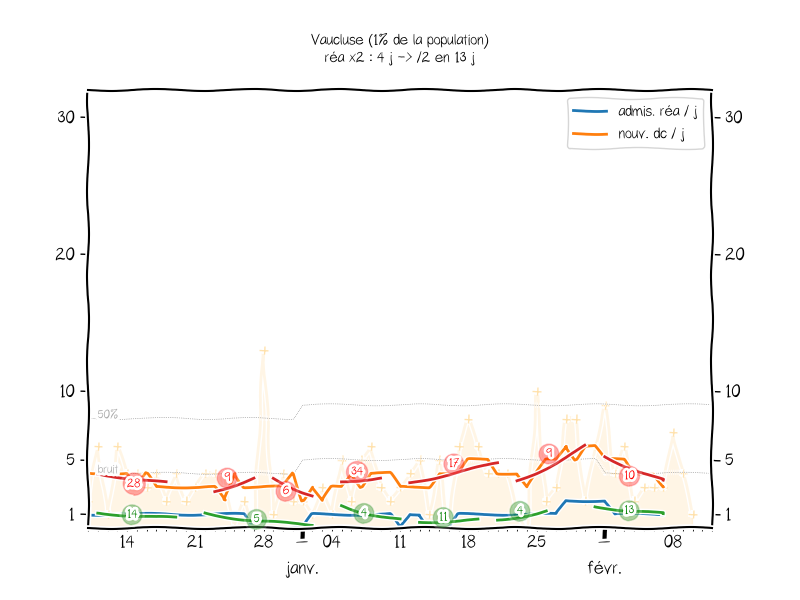 Vaucluse (1% de la population)
réa x2 : 4 j -> /2 en 13 j
admis. réa / j
nouv. dc / j
30 30
20 20
10 10
50%
5 5
bruit
1 1
28 9 6 34 17 9 10
14 5 4 11 4 13
14 21 28 1 04 11 18 25 1 08
janv. févr.